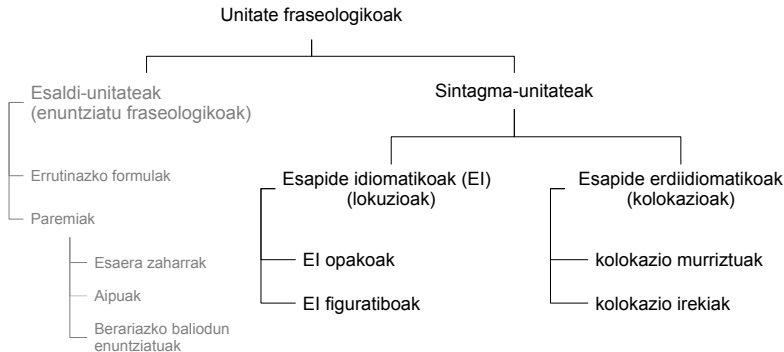 Unitate fraseologikoak
Esaldi-unitateak
(enuntziatu fraseologikoak)
Errutinazko formulak
Paremiak
Esaera zaharrak
Aipuak
Berariazko baliodun
enuntziatuak
Sintagma-unitateak
Esapide idiomatikoak (EI)
(lokuzioak)
EI opakoak
EI figuratiboak
Esapide erdiidiomatikoak
(kolokazioak)
kolokazio murriztuak
kolokazio irekiak